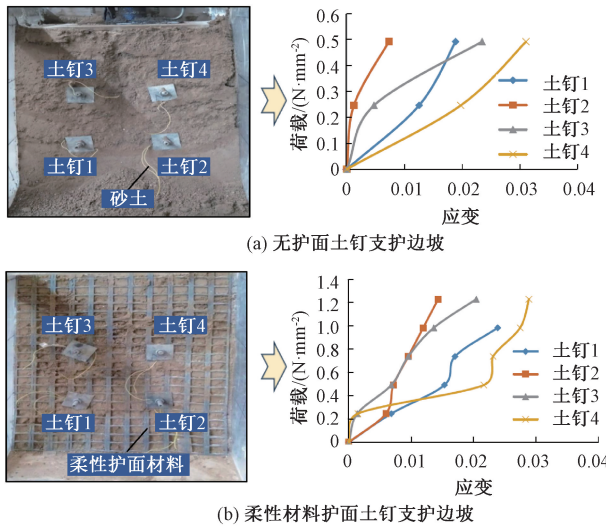 土钉3
土钉4
土钉1
土钉2
砂土
荷载/(N·mm⁻²)
0.6
0.5
0.4
0.3
0.2
0.1
0
0
0.01
0.02
0.03
0.04
应变
土钉1
土钉2
土钉3
土钉4
(a) 无护面土钉支护边坡
土钉3
土钉4
土钉1
土钉2
柔性护面材料
荷载/(N·mm⁻²)
1.4
1.2
1.0
0.8
0.6
0.4
0.2
0
0
0.01
0.02
0.03
0.04
应变
土钉1
土钉2
土钉3
土钉4
(b) 柔性材料护面土钉支护边坡